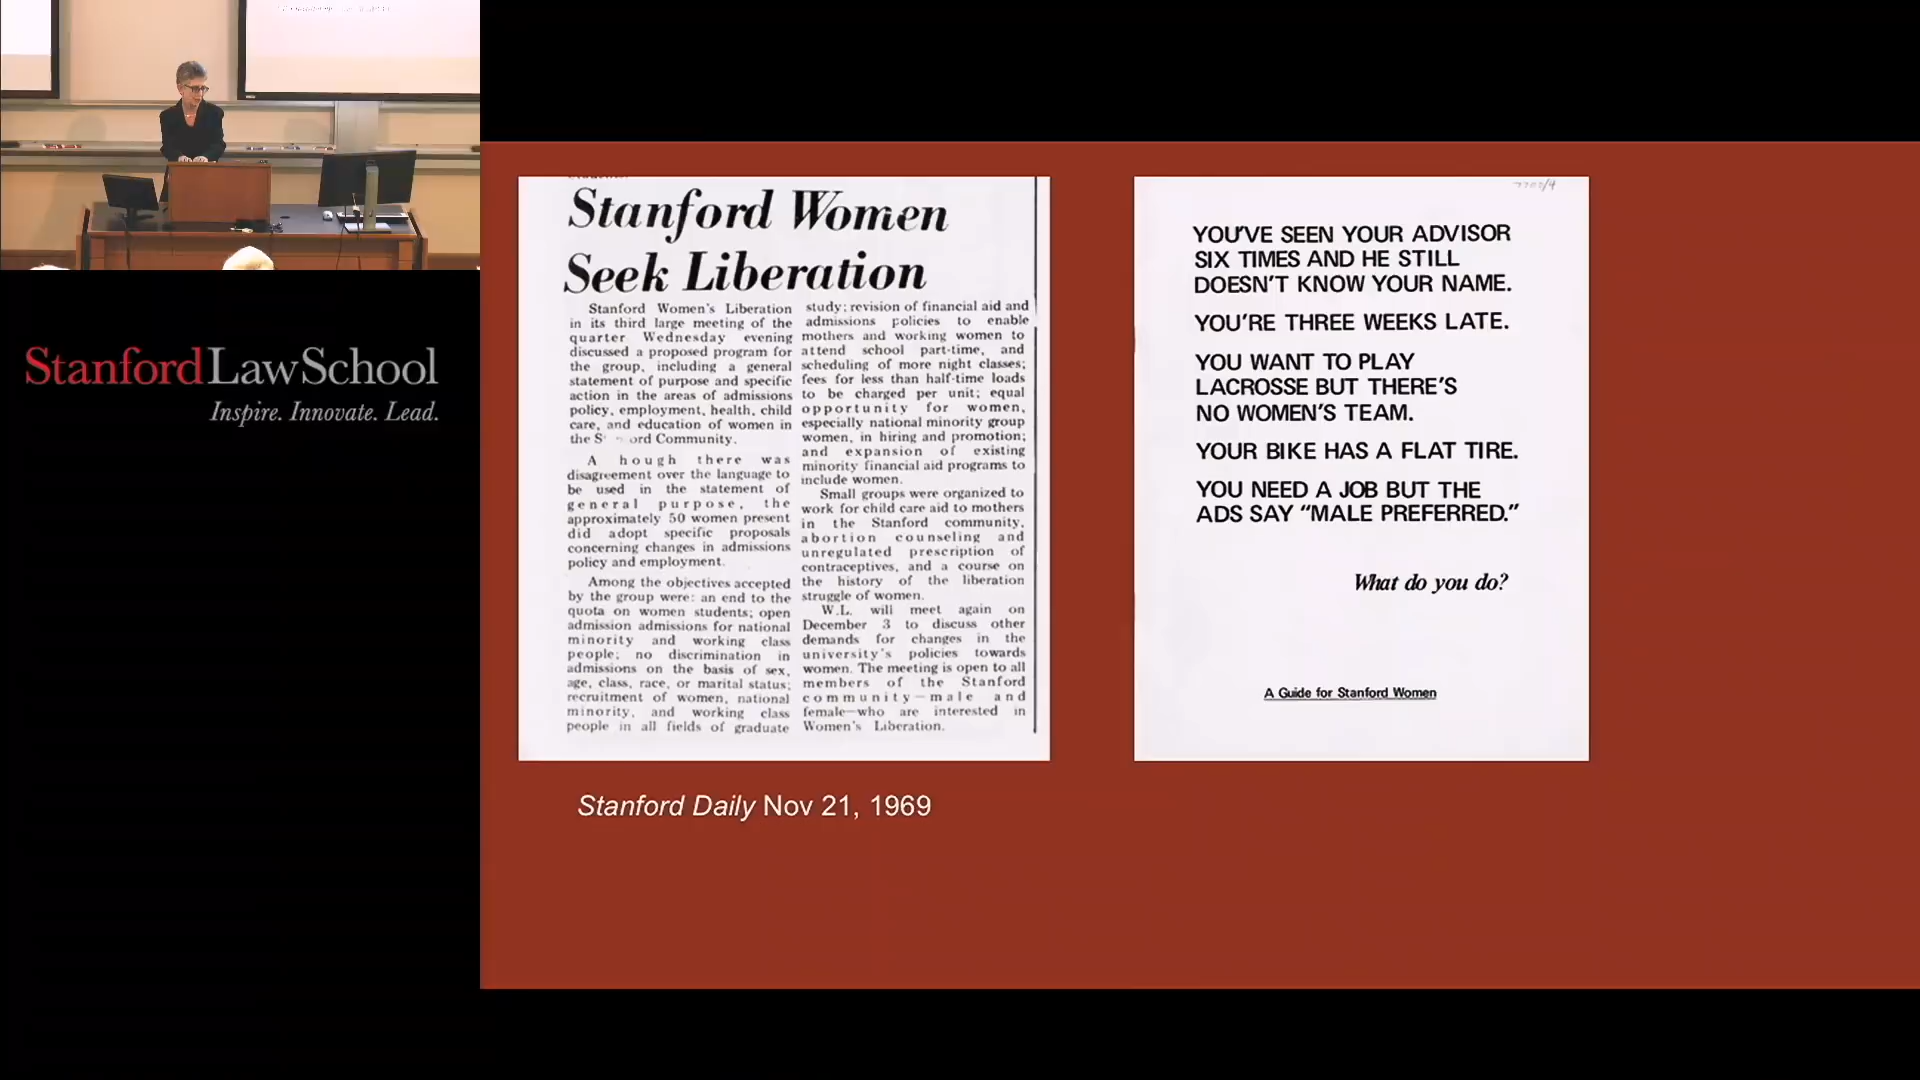 StanfordLawSchool
Inspire. Innovate. Lead.
Stanford Women
Seek Liberation
Stanford Women's Liberation
in its third large meeting of the
quarter Wednesday evening
discussed a proposed program for
the group, including a general
statement of purpose and specific
action in the areas of admissions
policy, employment, health, child
care, and education of women in
the S ord Community.
A hough there was
disagreement over the language to
be used in the statement of
general purpose, the
approximately 50 women present
did adopt specific proposals
concerning changes in admissions
policy and employment.
Among the objectives accepted
by the group were: an end to the
quota on women students; open
admission admissions for national
minority and working class
people; no discrimination in
admissions on the basis of sex,
age, class, race, or marital status;
recruitment of women, national
minority, and working class
people in all fields of graduate
study; revision of financial aid and
admissions policies to enable
mothers and working women to
attend school part-time, and
scheduling of more night classes;
fees for less than half-time loads
to be charged per unit; equal
opportunity for women,
especially national minority group
women, in hiring and promotion;
and expansion of existing
minority financial aid programs to
include women.
Small groups were organized to
work for child care aid to mothers
in the Stanford community,
abortion counseling and
unregulated prescription of
contraceptives, and a course on
the history of the liberation
struggle of women.
W.L. will meet again on
December 3 to discuss other
demands for changes in the
university's policies towards
women. The meeting is open to all
members of the Stanford
community—male and
female—who are interested in
Women's Liberation.
Stanford Daily Nov 21, 1969
YOU'VE SEEN YOUR ADVISOR
SIX TIMES AND HE STILL
DOESN'T KNOW YOUR NAME.
YOU'RE THREE WEEKS LATE.
YOU WANT TO PLAY
LACROSSE BUT THERE'S
NO WOMEN'S TEAM.
YOUR BIKE HAS A FLAT TIRE.
YOU NEED A JOB BUT THE
ADS SAY “MALE PREFERRED.”
What do you do?
A Guide for Stanford Women